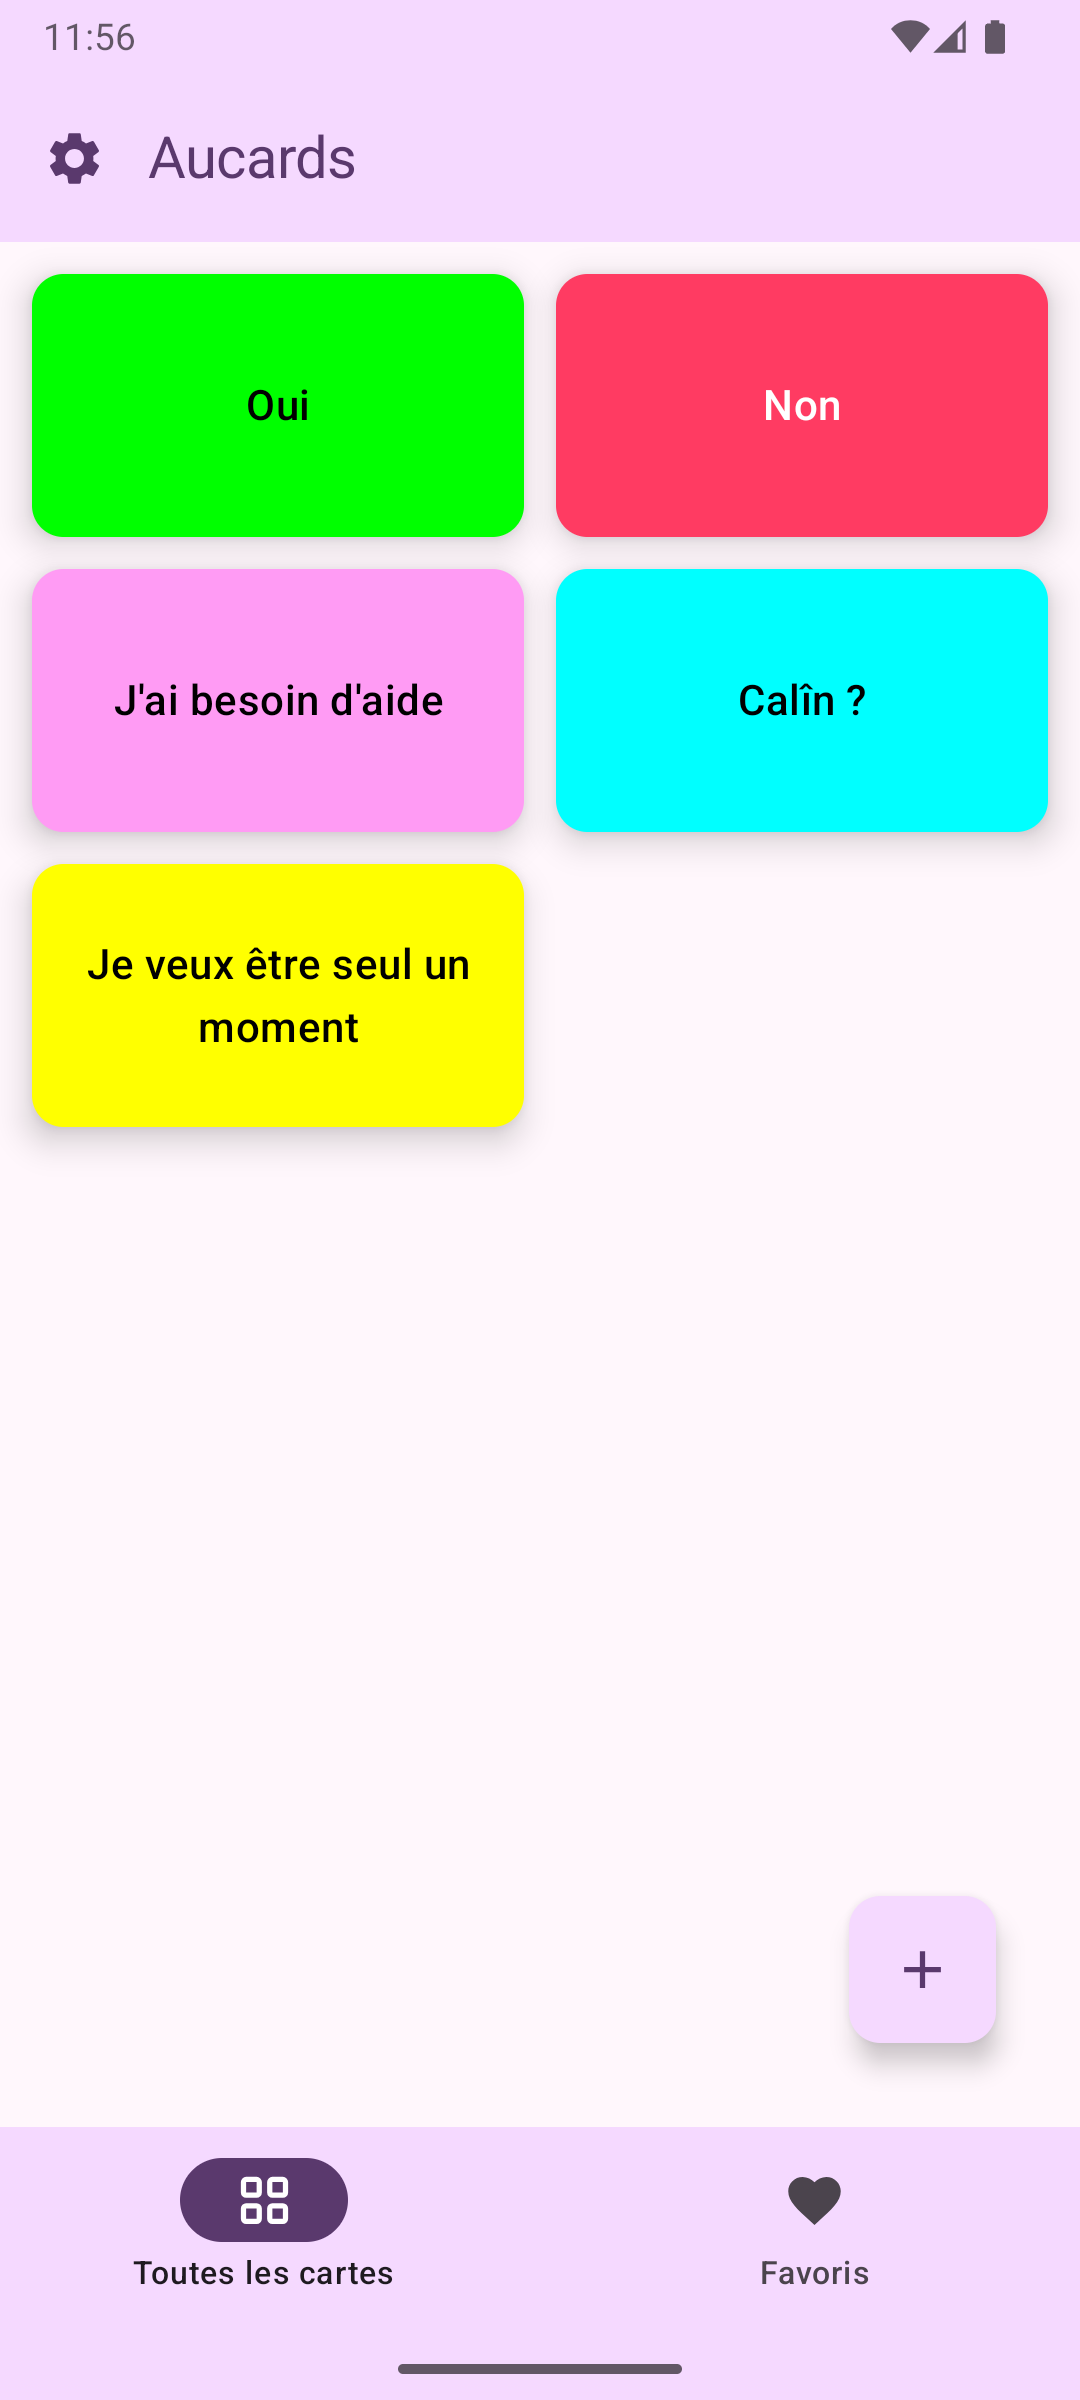 11:56
Aucards
Oui
Non
J'ai besoin d'aide
Calîn ?
Je veux être seul un
moment
Toutes les cartes
Favoris